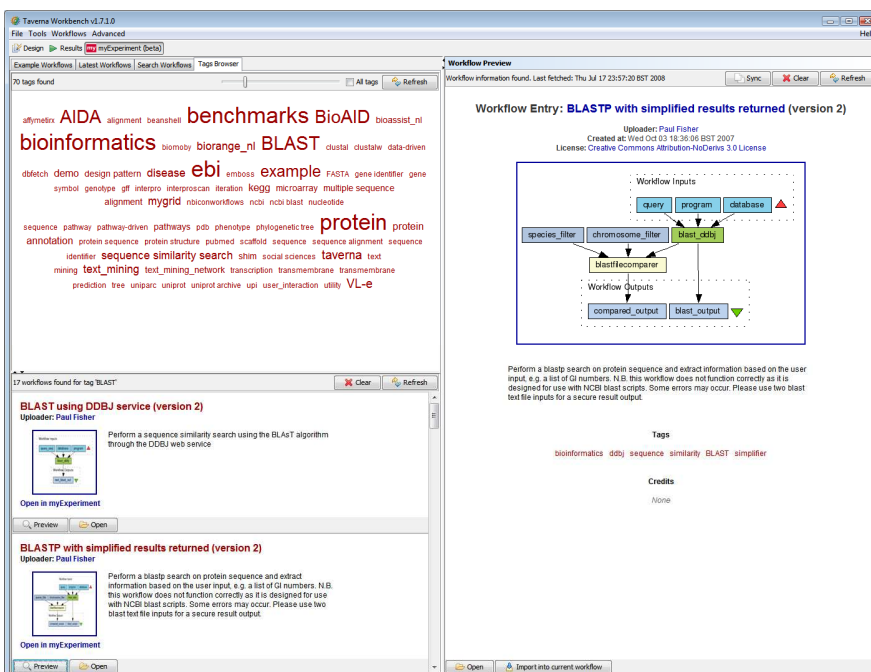 Taverna Workbench v1.7.1.0
File Tools Workflows Advanced Hel
Design Results my myExperiment (beta)
Example Workflows Latest Workflows Search Workflows Tags Browser
70 tags found All tags Refresh
affymetirx AIDA alignment beanshell benchmarks BioAID bioassist_nl
bioinformatics biomoby biorange_nl BLAST clustal clustalw data-driven
dbfetch demo design pattern disease ebi emboss example FASTA gene identifier gene
symbol genotype gff interpro interproscan iteration kegg microarray multiple sequence
alignment mygrid nbiconworkflows ncbi ncbi blast nucleotide
sequence pathway pathway-driven pathways pdb phenotype phylogenetic tree protein protein
annotation protein sequence protein structure pubmed scaffold sequence sequence alignment sequence
identifier sequence similarity search shim social sciences taverna text
mining text_mining text_mining_network transcription transmembrane transmembrane
prediction tree uniparc uniprot uniprot archive upi user_interaction utility VL-e
17 workflows found for tag 'BLAST' Clear Refresh
BLAST using DDBJ service (version 2)
Uploader: Paul Fisher
Perform a sequence similarity search using the BLAsT algorithm
through the DDBJ web service
Open in myExperiment
Preview Open
BLASTP with simplified results returned (version 2)
Uploader: Paul Fisher
Perform a blastp search on protein sequence and extract
information based on the user input, e.g. a list of GI numbers. N.B.
this workflow does not function correctly as it is designed for use
with NCBI blast scripts. Some errors may occur. Please use two
blast text file inputs for a secure result output.
Open in myExperiment
Preview Open
Workflow Preview
Workflow information found. Last fetched: Thu Jul 17 23:57:20 BST 2008 Sync Clear Refresh
Workflow Entry: BLASTP with simplified results returned (version 2)
Uploader: Paul Fisher
Created at: Wed Oct 03 18:36:06 BST 2007
License: Creative Commons Attribution-NoDerivs 3.0 License
Workflow Inputs
query program database
species_filter chromosome_filter blast_ddbj
blastfilecomparer
Workflow Outputs
compared_output blast_output
Perform a blastp search on protein sequence and extract information based on the user
input, e.g. a list of GI numbers. N.B. this workflow does not function correctly as it is
designed for use with NCBI blast scripts. Some errors may occur. Please use two blast
text file inputs for a secure result output.
Tags
bioinformatics ddbj sequence similarity BLAST simplifier
Credits
None
Open Import into current workflow